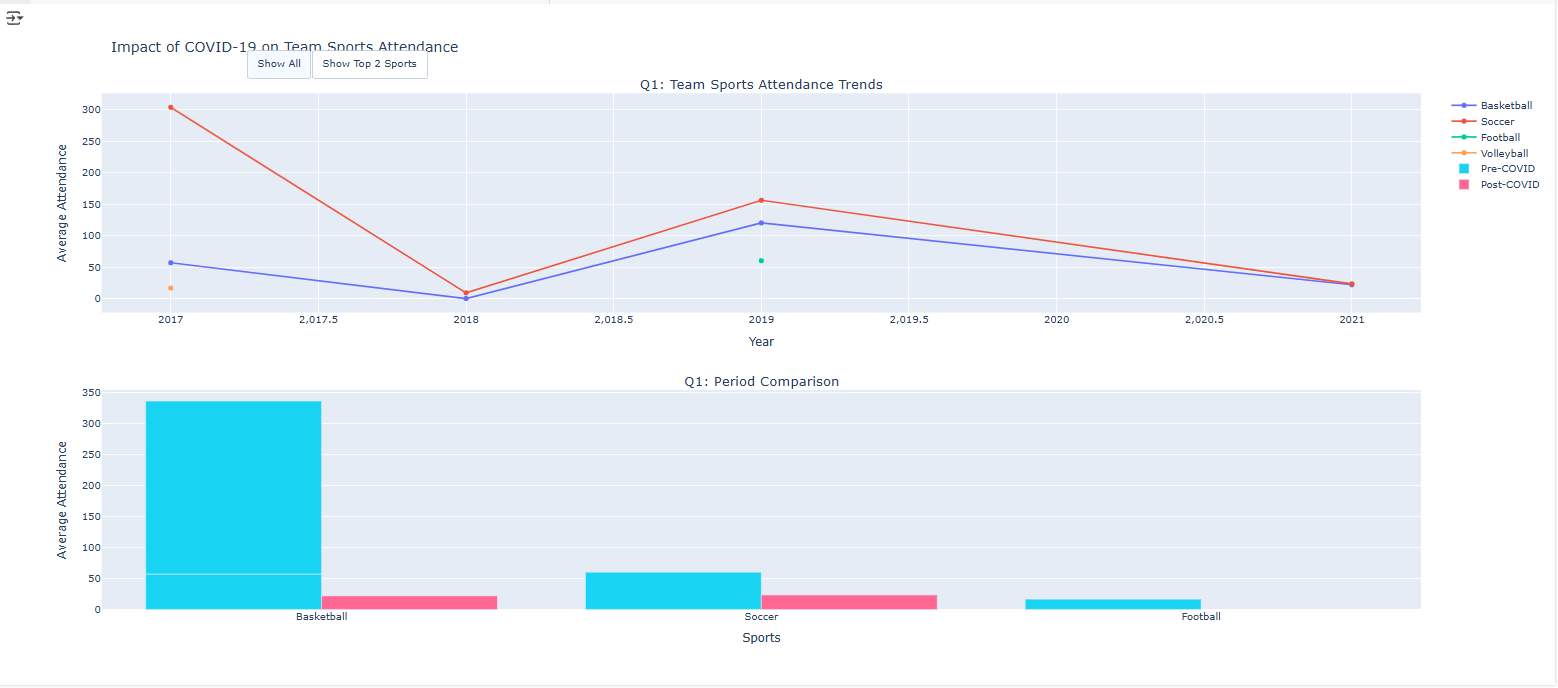 Impact of COVID-19 on Team Sports Attendance
Show All
Show Top 2 Sports
Q1: Team Sports Attendance Trends
Basketball
Soccer
Football
Volleyball
Pre-COVID
Post-COVID
Average Attendance
300
250
200
150
100
50
0
2017 2,017.5 2018 2,018.5 2019 2,019.5 2020 2,020.5 2021
Year
Q1: Period Comparison
Average Attendance
350
300
250
200
150
100
50
0
Basketball Soccer Football
Sports